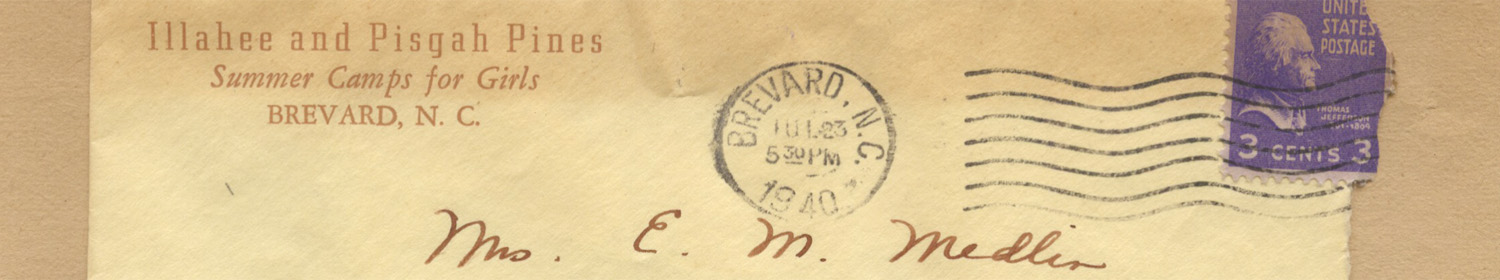 Illahee and Pisgah Pines
Summer Camps for Girls
BREVARD, N. C.
BREVARD, N.C.
JUL 23
5 30 PM
1940
UNITED
STATES
POSTAGE
THOMAS
JEFFERSON
3 CENTS 3
Mrs. E. M. Medlin